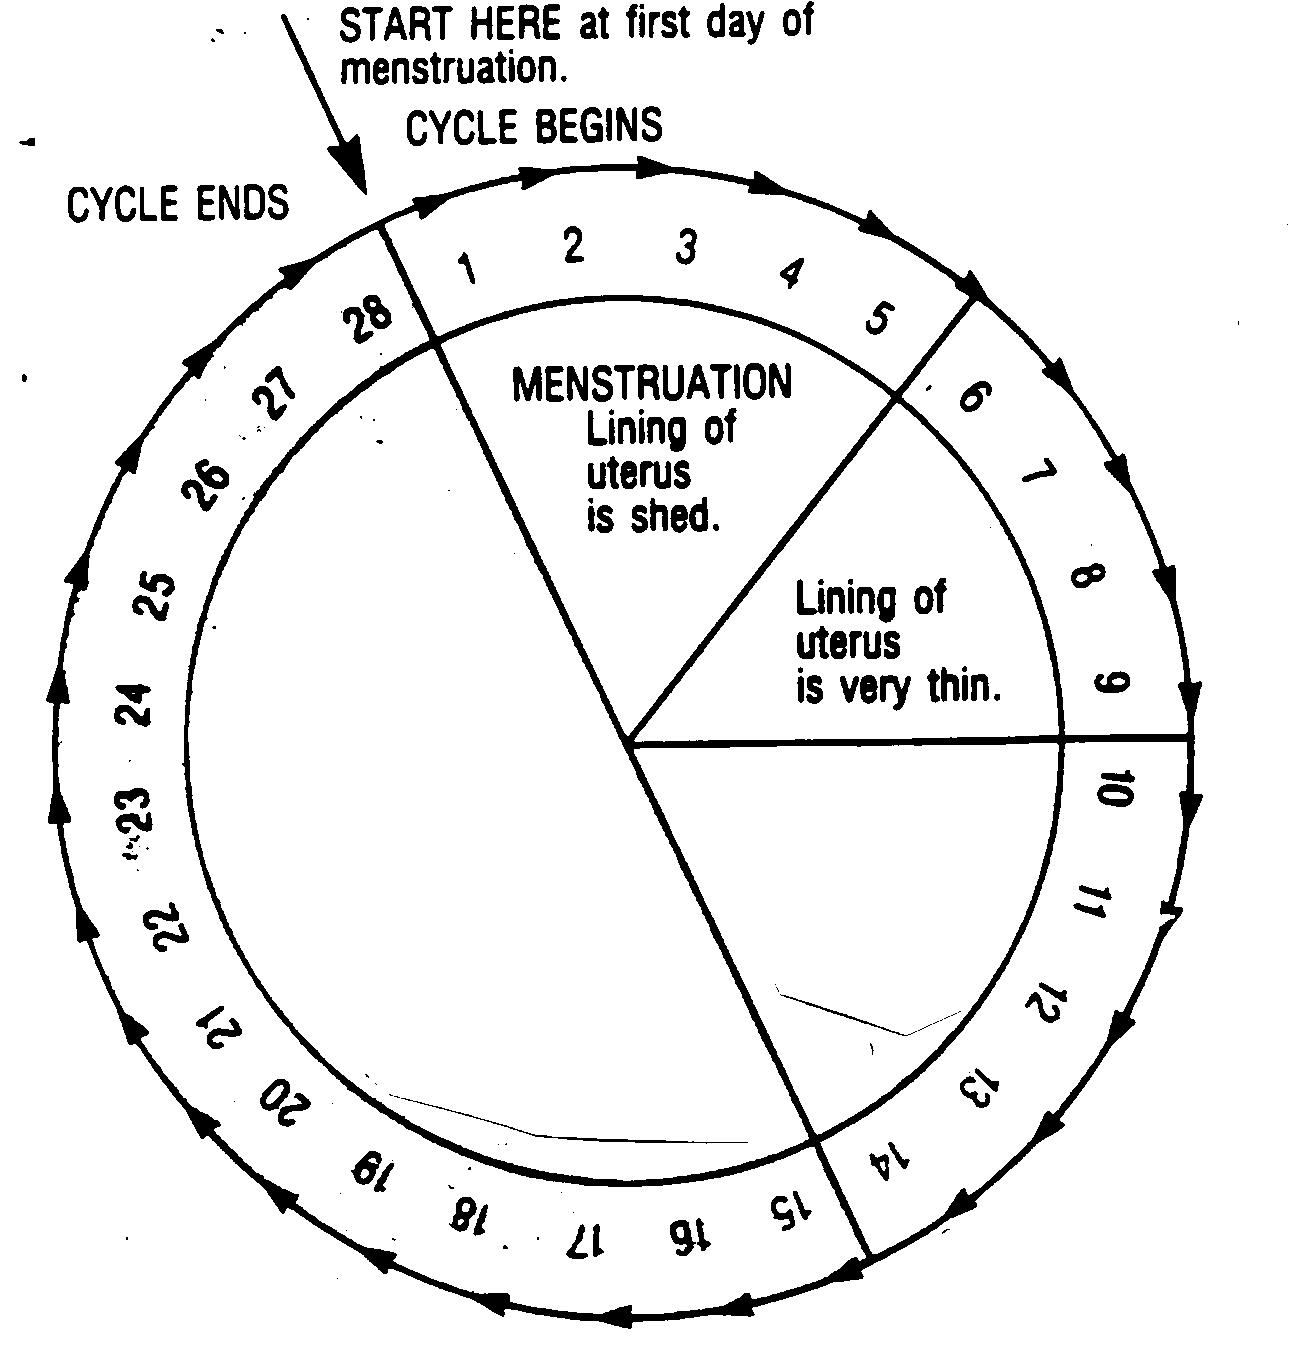 START HERE at first day of
menstruation.
CYCLE BEGINS
CYCLE ENDS
1
2
3
4
5
6
7
8
9
10
11
12
13
14
15
16
17
18
19
20
21
22
23
24
25
26
27
28
MENSTRUATION
Lining of
uterus
is shed.
Lining of
uterus
is very thin.